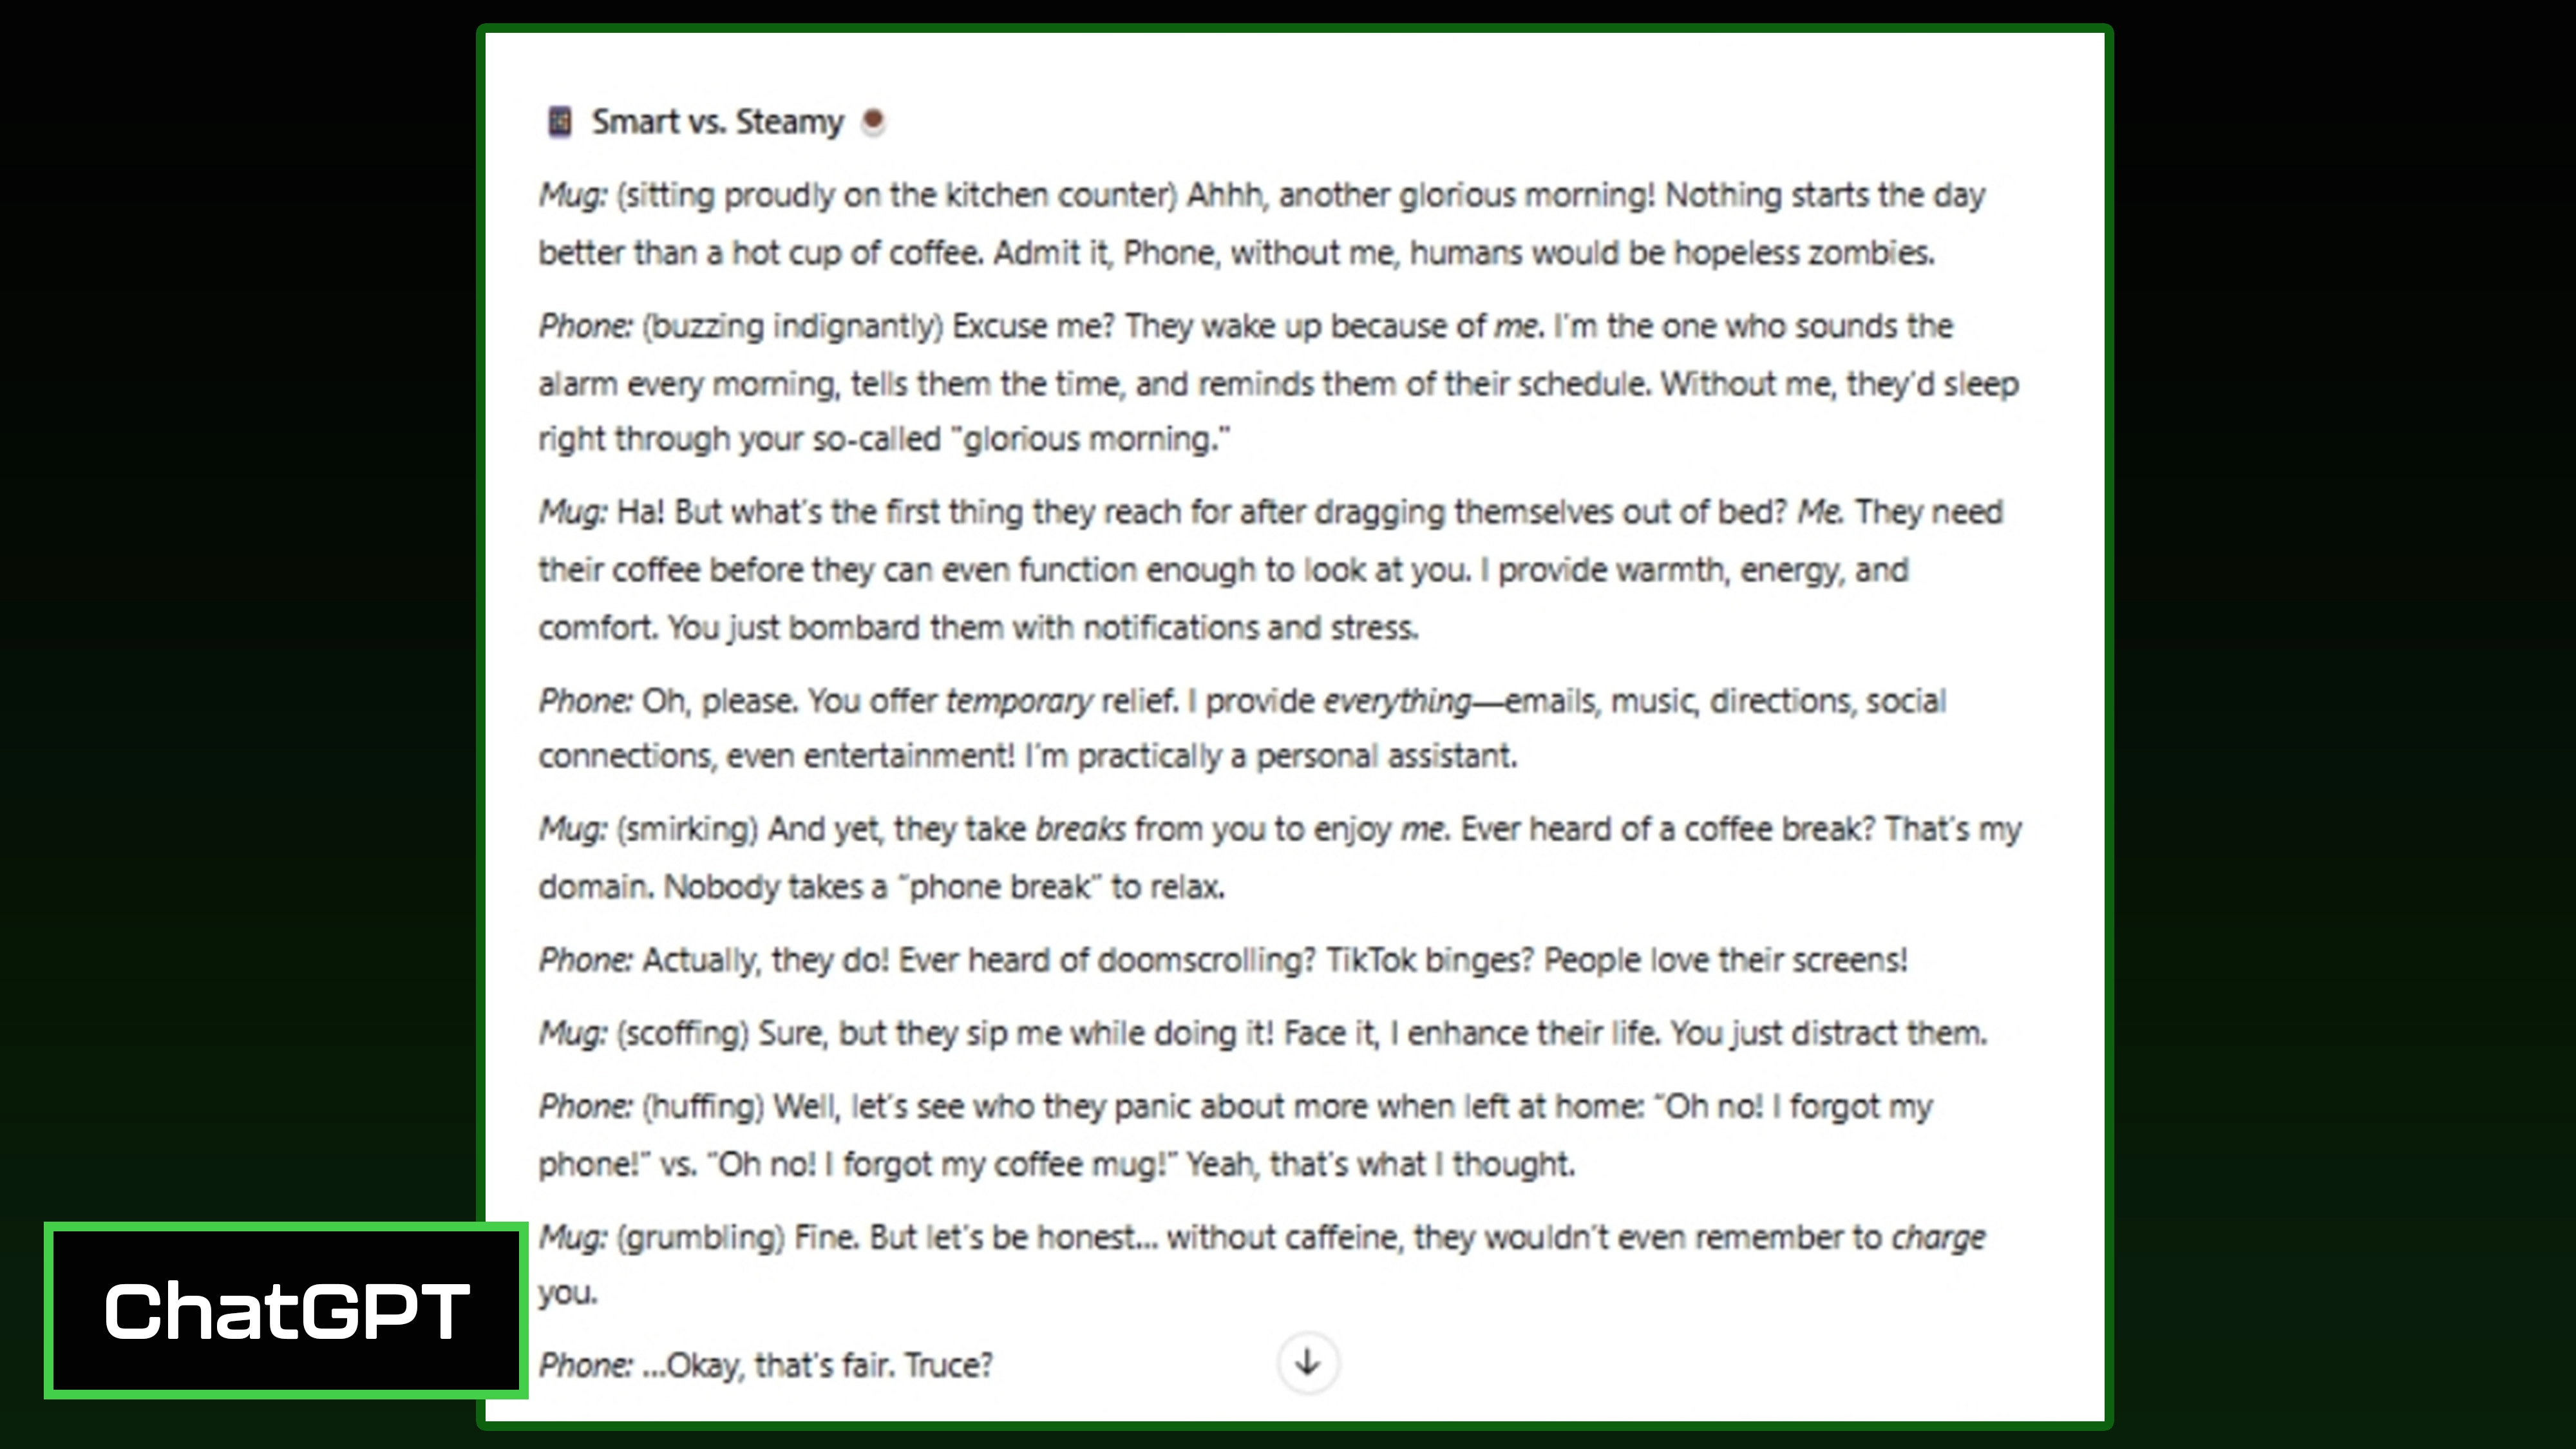 Smart vs. Steamy
Mug: (sitting proudly on the kitchen counter) Ahhh, another glorious morning! Nothing starts the day
better than a hot cup of coffee. Admit it, Phone, without me, humans would be hopeless zombies.
Phone: (buzzing indignantly) Excuse me? They wake up because of me. I'm the one who sounds the
alarm every morning, tells them the time, and reminds them of their schedule. Without me, they'd sleep
right through your so-called "glorious morning."
Mug: Ha! But what's the first thing they reach for after dragging themselves out of bed? Me. They need
their coffee before they can even function enough to look at you. I provide warmth, energy, and
comfort. You just bombard them with notifications and stress.
Phone: Oh, please. You offer temporary relief. I provide everything—emails, music, directions, social
connections, even entertainment! I'm practically a personal assistant.
Mug: (smirking) And yet, they take breaks from you to enjoy me. Ever heard of a coffee break? That's my
domain. Nobody takes a "phone break" to relax.
Phone: Actually, they do! Ever heard of doomscrolling? TikTok binges? People love their screens!
Mug: (scoffing) Sure, but they sip me while doing it! Face it, I enhance their life. You just distract them.
Phone: (huffing) Well, let's see who they panic about more when left at home: "Oh no! I forgot my
phone!" vs. "Oh no! I forgot my coffee mug!" Yeah, that's what I thought.
Mug: (grumbling) Fine. But let's be honest... without caffeine, they wouldn't even remember to charge
you.
Phone: ...Okay, that's fair. Truce?
ChatGPT